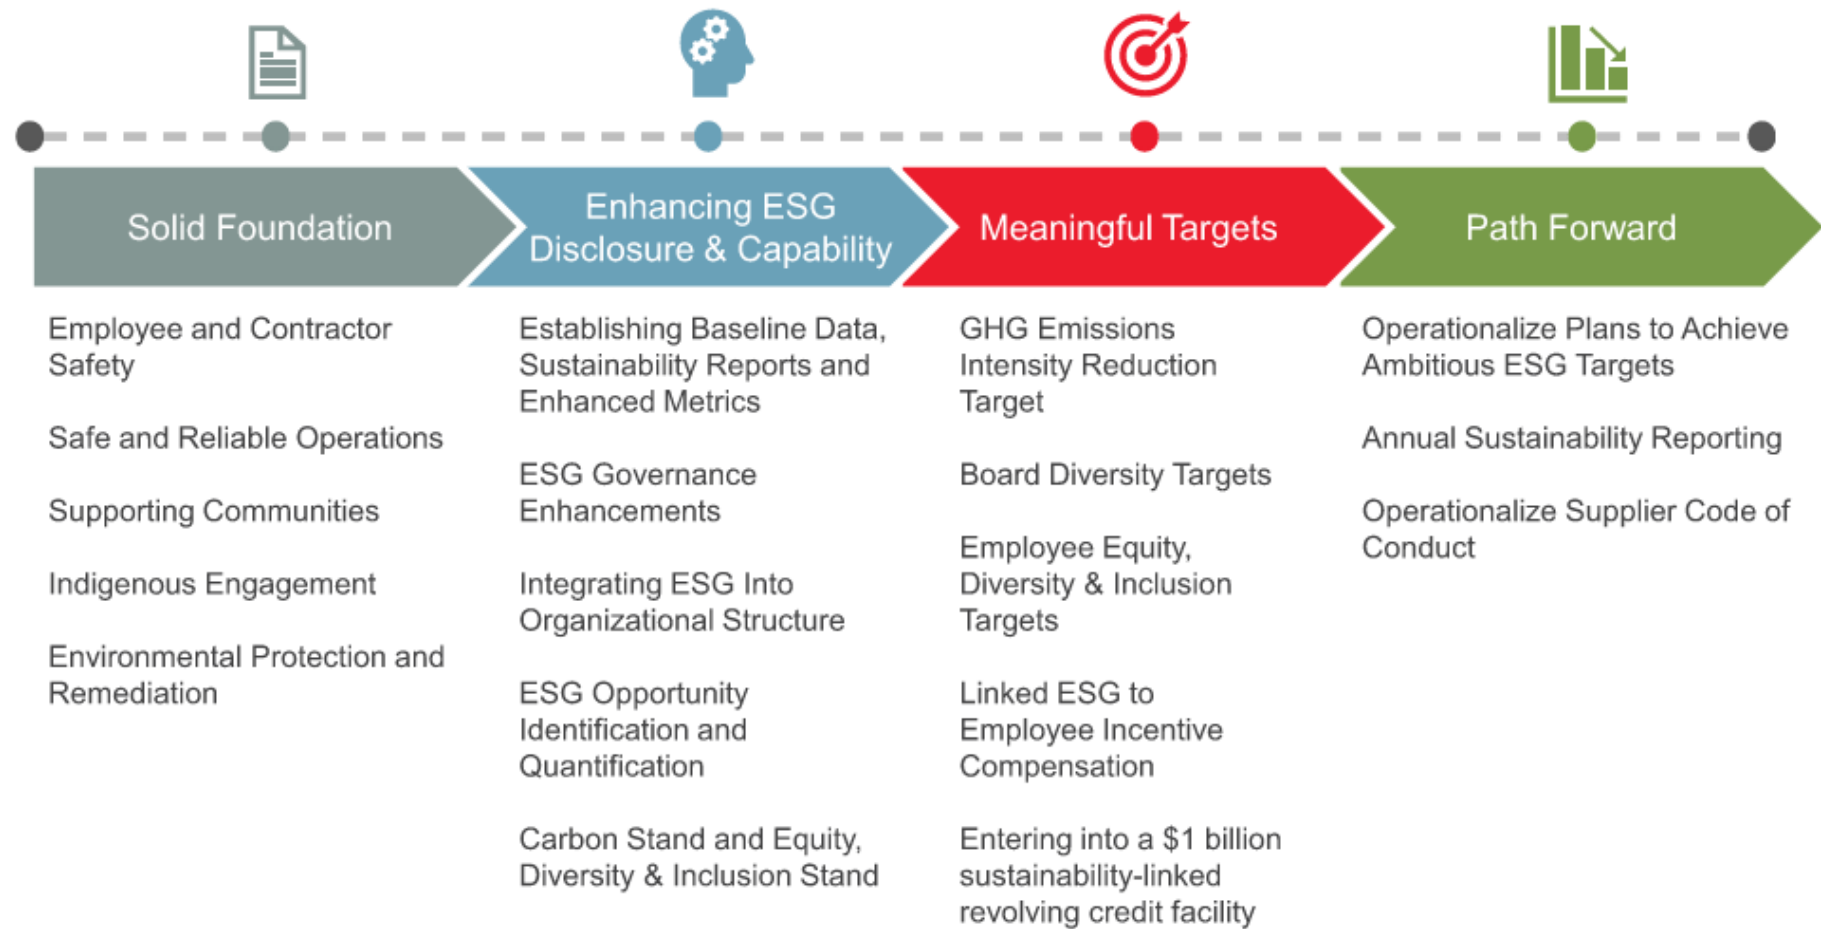 Solid Foundation
Employee and Contractor
Safety
Safe and Reliable Operations
Supporting Communities
Indigenous Engagement
Environmental Protection and
Remediation
Enhancing ESG
Disclosure & Capability
Establishing Baseline Data,
Sustainability Reports and
Enhanced Metrics
ESG Governance
Enhancements
Integrating ESG Into
Organizational Structure
ESG Opportunity
Identification and
Quantification
Carbon Stand and Equity,
Diversity & Inclusion Stand
Meaningful Targets
GHG Emissions
Intensity Reduction
Target
Board Diversity Targets
Employee Equity,
Diversity & Inclusion
Targets
Linked ESG to
Employee Incentive
Compensation
Entering into a $1 billion
sustainability-linked
revolving credit facility
Path Forward
Operationalize Plans to Achieve
Ambitious ESG Targets
Annual Sustainability Reporting
Operationalize Supplier Code of
Conduct